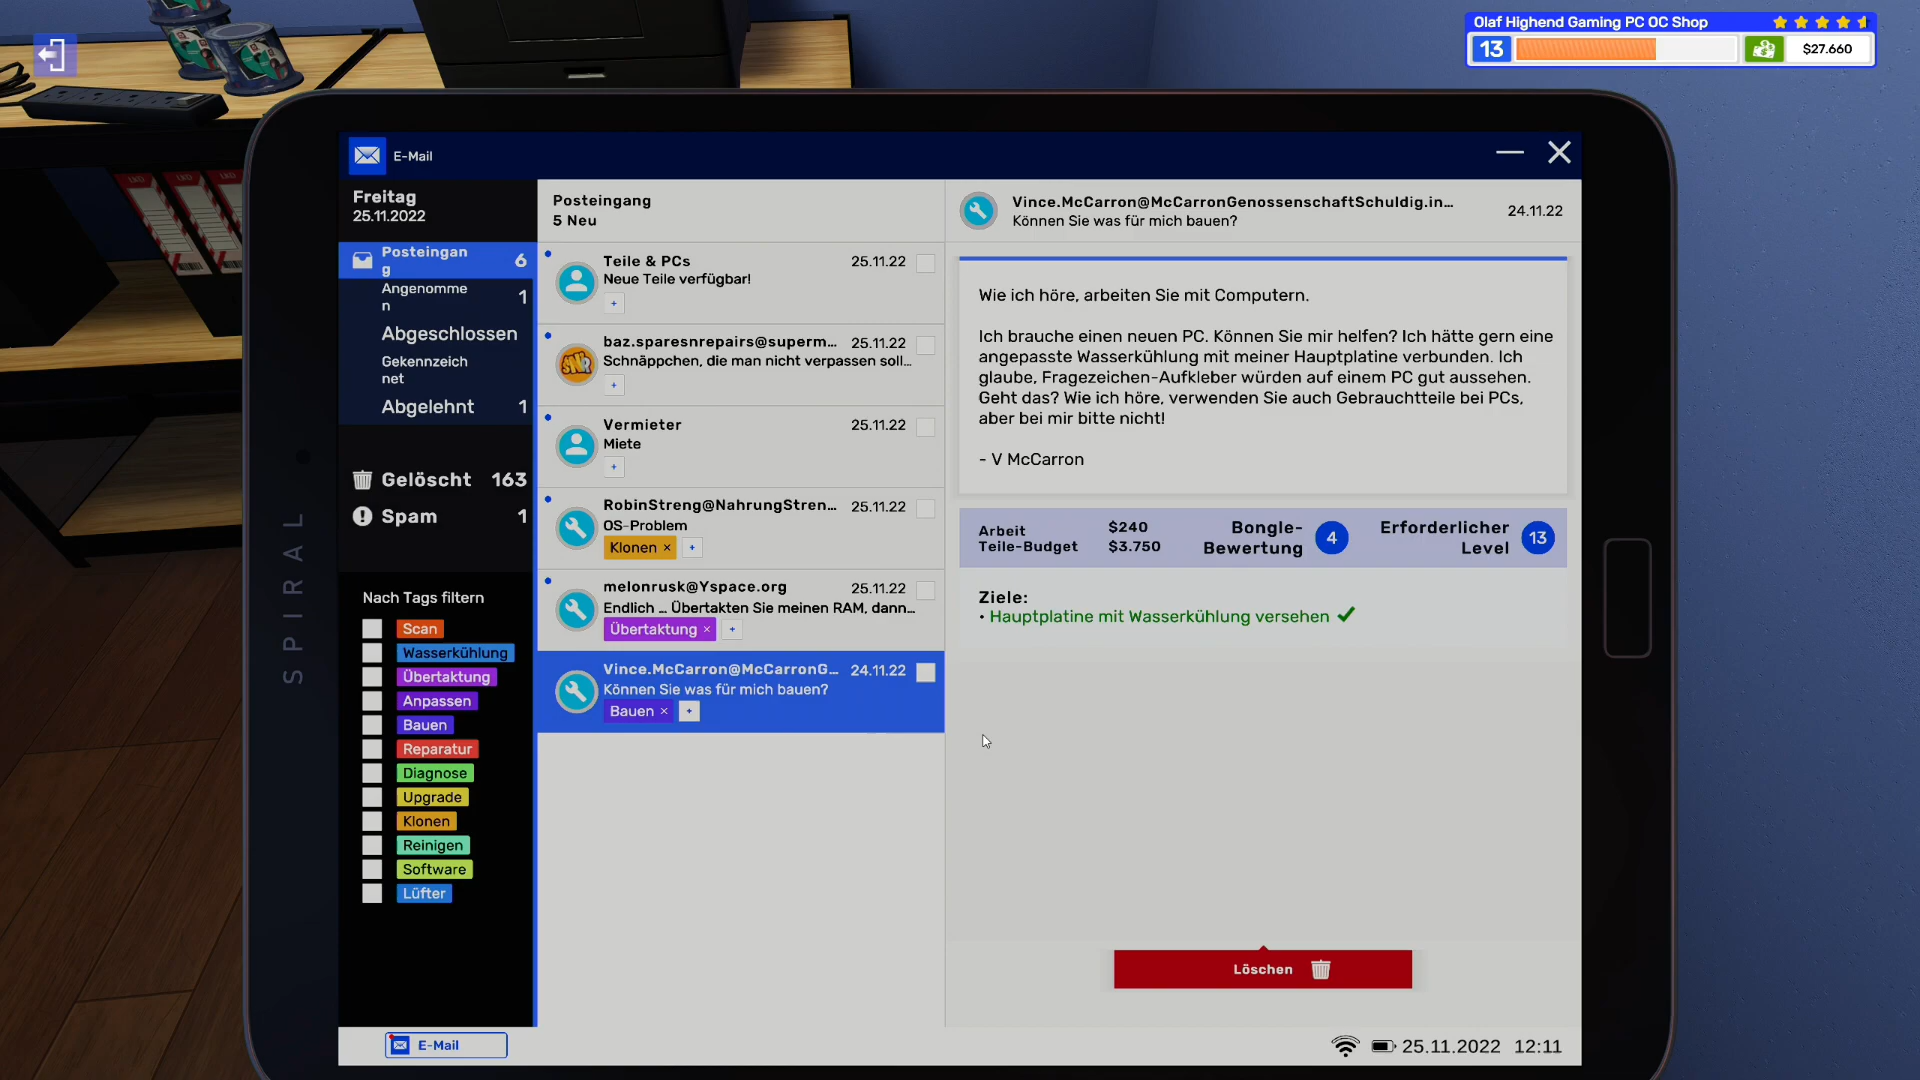 Olaf Highend Gaming PC OC Shop
13
$27.660
E-Mail
Freitag
25.11.2022
Posteingan
g
6
Angenomme
n
1
Abgeschlossen
Gekennzeich
net
Abgelehnt 1
Gelöscht 163
Spam 1
Nach Tags filtern
Scan
Wasserkühlung
Übertaktung
Anpassen
Bauen
Reparatur
Diagnose
Upgrade
Klonen
Reinigen
Software
Lüfter
Posteingang
5 Neu
Teile & PCs 25.11.22
Neue Teile verfügbar!
+
baz.sparesnrepairs@superm... 25.11.22
Schnäppchen, die man nicht verpassen soll...
+
Vermieter 25.11.22
Miete
+
RobinStreng@NahrungStren... 25.11.22
OS-Problem
Klonen × +
melonrusk@Yspace.org 25.11.22
Endlich ... Übertakten Sie meinen RAM, dann...
Übertaktung × +
Vince.McCarron@McCarronG... 24.11.22
Können Sie was für mich bauen?
Bauen × +
Vince.McCarron@McCarronGenossenschaftSchuldig.in...
Können Sie was für mich bauen?
24.11.22
Wie ich höre, arbeiten Sie mit Computern.
Ich brauche einen neuen PC. Können Sie mir helfen? Ich hätte gern eine
angepasste Wasserkühlung mit meiner Hauptplatine verbunden. Ich
glaube, Fragezeichen-Aufkleber würden auf einem PC gut aussehen.
Geht das? Wie ich höre, verwenden Sie auch Gebrauchtteile bei PCs,
aber bei mir bitte nicht!
- V McCarron
Arbeit $240
Teile-Budget $3.750
Bongle-
Bewertung
4
Erforderlicher
Level
13
Ziele:
• Hauptplatine mit Wasserkühlung versehen
Löschen
E-Mail
25.11.2022 12:11
SPIRAL
SNR